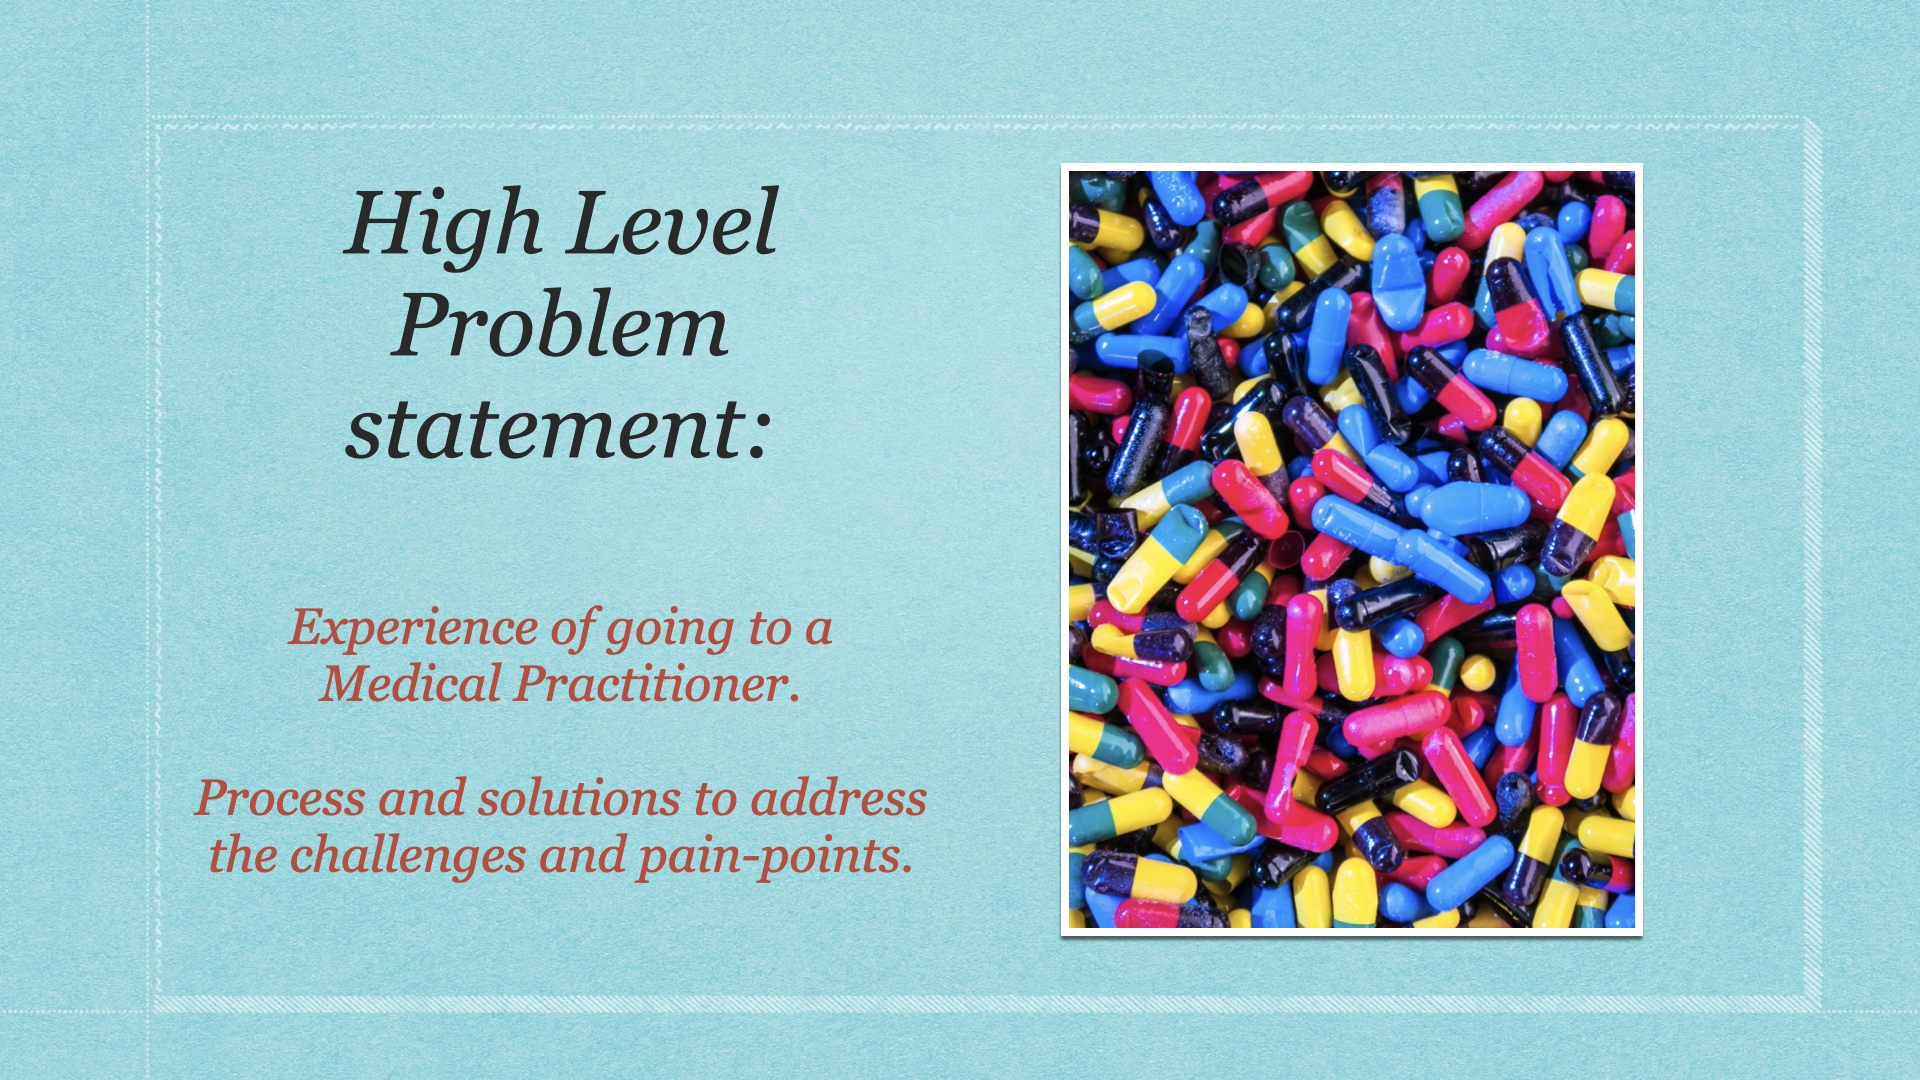 High Level
Problem
statement:
Experience of going to a
Medical Practitioner.
Process and solutions to address
the challenges and pain-points.